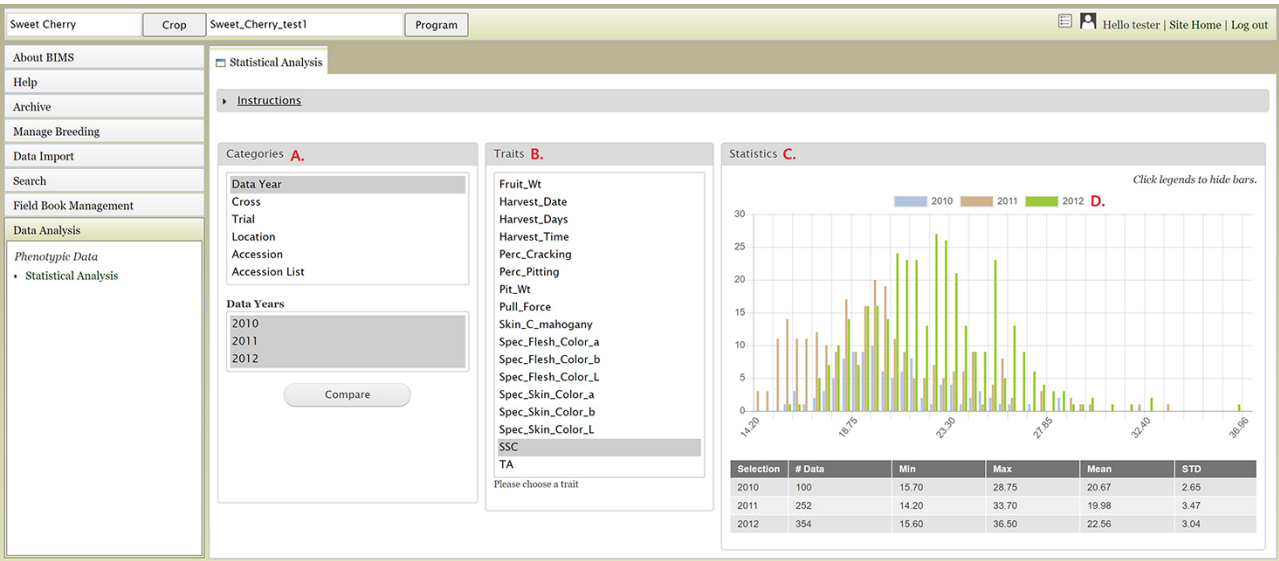 Sweet Cherry Crop Sweet_Cherry_test1 Program Hello tester | Site Home | Log out
About BIMS
Help
Archive
Manage Breeding
Data Import
Search
Field Book Management
Data Analysis
Phenotypic Data
Statistical Analysis
Statistical Analysis
Instructions
Categories A.
Data Year
Cross
Trial
Location
Accession
Accession List
Data Years
2010
2011
2012
Compare
Traits B.
Fruit_Wt
Harvest_Date
Harvest_Days
Harvest_Time
Perc_Cracking
Perc_Pitting
Pit_Wt
Pull_Force
Skin_C_mahogany
Spec_Flesh_Color_a
Spec_Flesh_Color_b
Spec_Flesh_Color_L
Spec_Skin_Color_a
Spec_Skin_Color_b
Spec_Skin_Color_L
SSC
TA
Please choose a trait
Statistics C.
Click legends to hide bars.
2010 2011 2012 D.
30
25
20
15
10
5
0
14.20 18.75 23.30 27.85 32.40 36.96
Selection # Data Min Max Mean STD
2010 100 15.70 28.75 20.67 2.65
2011 252 14.20 33.70 19.98 3.47
2012 354 15.60 36.50 22.56 3.04